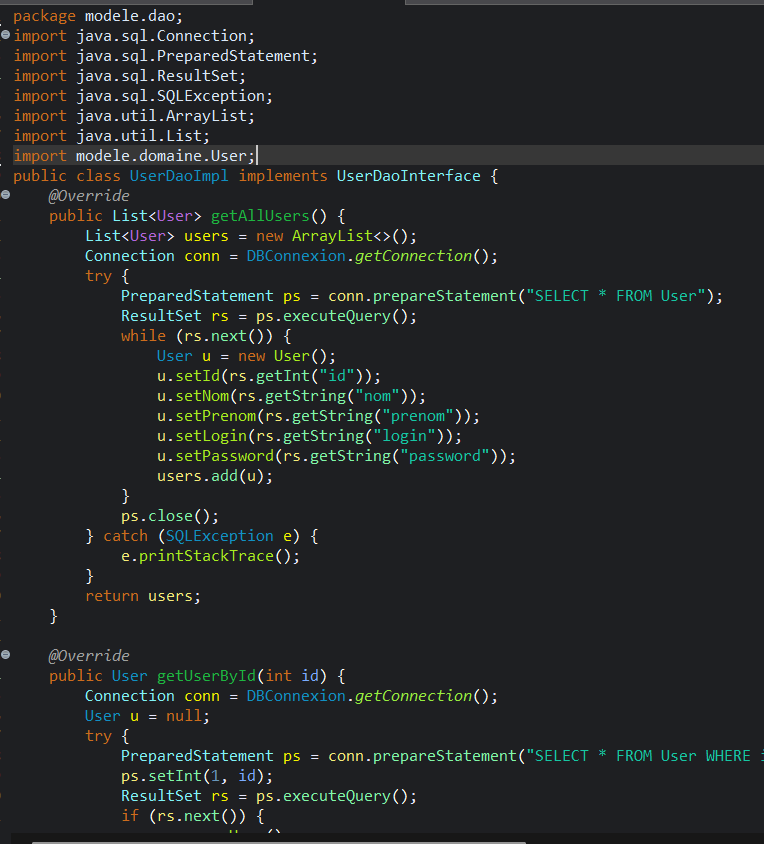 package modele.dao;
import java.sql.Connection;
import java.sql.PreparedStatement;
import java.sql.ResultSet;
import java.sql.SQLException;
import java.util.ArrayList;
import java.util.List;
import modele.domaine.User;
public class UserDaoImpl implements UserDaoInterface {
    @Override
    public List<User> getAllUsers() {
        List<User> users = new ArrayList<>();
        Connection conn = DBConnexion.getConnection();
        try {
            PreparedStatement ps = conn.prepareStatement("SELECT * FROM User");
            ResultSet rs = ps.executeQuery();
            while (rs.next()) {
                User u = new User();
                u.setId(rs.getInt("id"));
                u.setNom(rs.getString("nom"));
                u.setPrenom(rs.getString("prenom"));
                u.setLogin(rs.getString("login"));
                u.setPassword(rs.getString("password"));
                users.add(u);
            }
            ps.close();
        } catch (SQLException e) {
            e.printStackTrace();
        }
        return users;
    }
    @Override
    public User getUserById(int id) {
        Connection conn = DBConnexion.getConnection();
        User u = null;
        try {
            PreparedStatement ps = conn.prepareStatement("SELECT * FROM User WHERE
            ps.setInt(1, id);
            ResultSet rs = ps.executeQuery();
            if (rs.next()) {